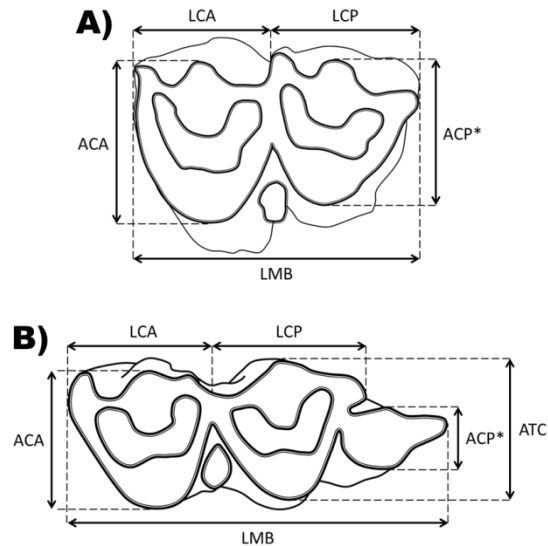 A)
LCA LCP
ACA ACP*
LMB
B)
LCA LCP
ACA ACP* ATC
LMB